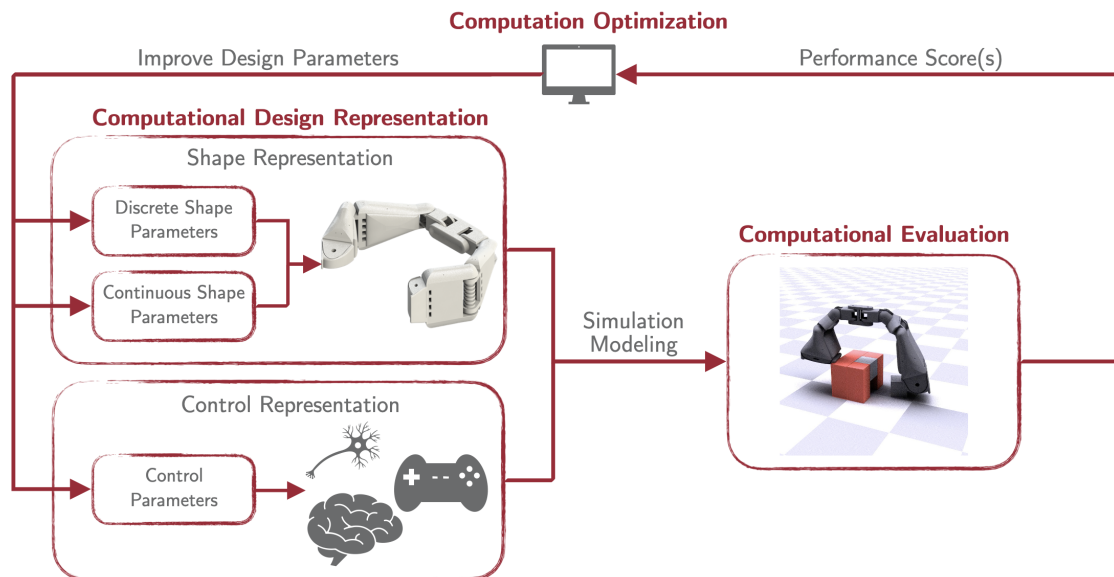 Computation Optimization
Improve Design Parameters
Performance Score(s)
Computational Design Representation
Shape Representation
Discrete Shape
Parameters
Continuous Shape
Parameters
Computational Evaluation
Simulation
Modeling
Control Representation
Control
Parameters